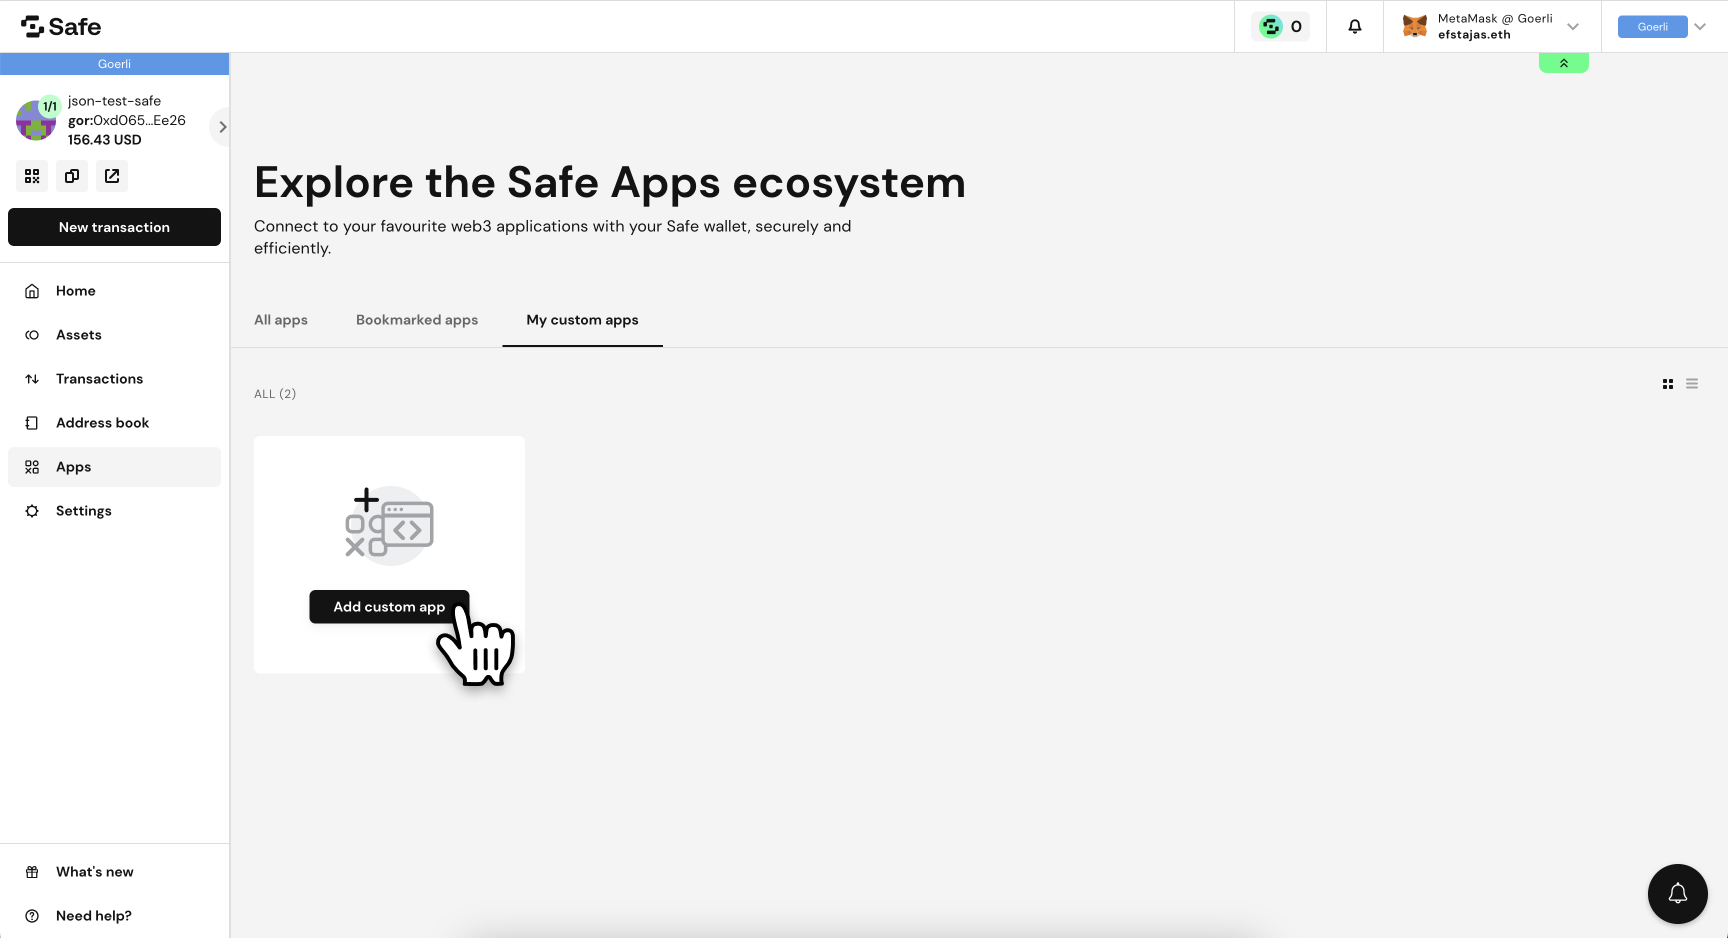 Safe
0
MetaMask @ Goerli
efstajas.eth
Goerli
Goerli
1/1
json-test-safe
gor:0xd065...Ee26
156.43 USD
New transaction
Home
Assets
Transactions
Address book
Apps
Settings
What's new
Need help?
Explore the Safe Apps ecosystem
Connect to your favourite web3 applications with your Safe wallet, securely and
efficiently.
All apps
Bookmarked apps
My custom apps
ALL (2)
Add custom app